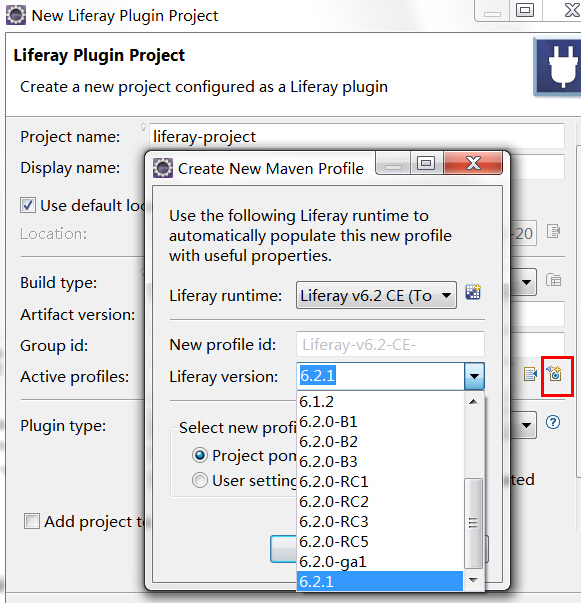 New Liferay Plugin Project
Liferay Plugin Project
Create a new project configured as a Liferay plugin
Project name:
liferay-project
Display name:
Use default
Location:
-20
Build type:
Artifact version:
Group id:
Active profiles:
Plugin type:
Add project
Create New Maven Profile
Use the following Liferay runtime to
automatically populate this new profile
with useful properties.
Liferay runtime:
Liferay v6.2 CE (To
New profile id:
Liferay-v6.2-CE-
Liferay version:
6.2.1
6.1.2
6.2.0-B1
6.2.0-B2
6.2.0-B3
6.2.0-RC1
6.2.0-RC2
6.2.0-RC3
6.2.0-RC5
6.2.0-ga1
6.2.1
Select new
Project
User